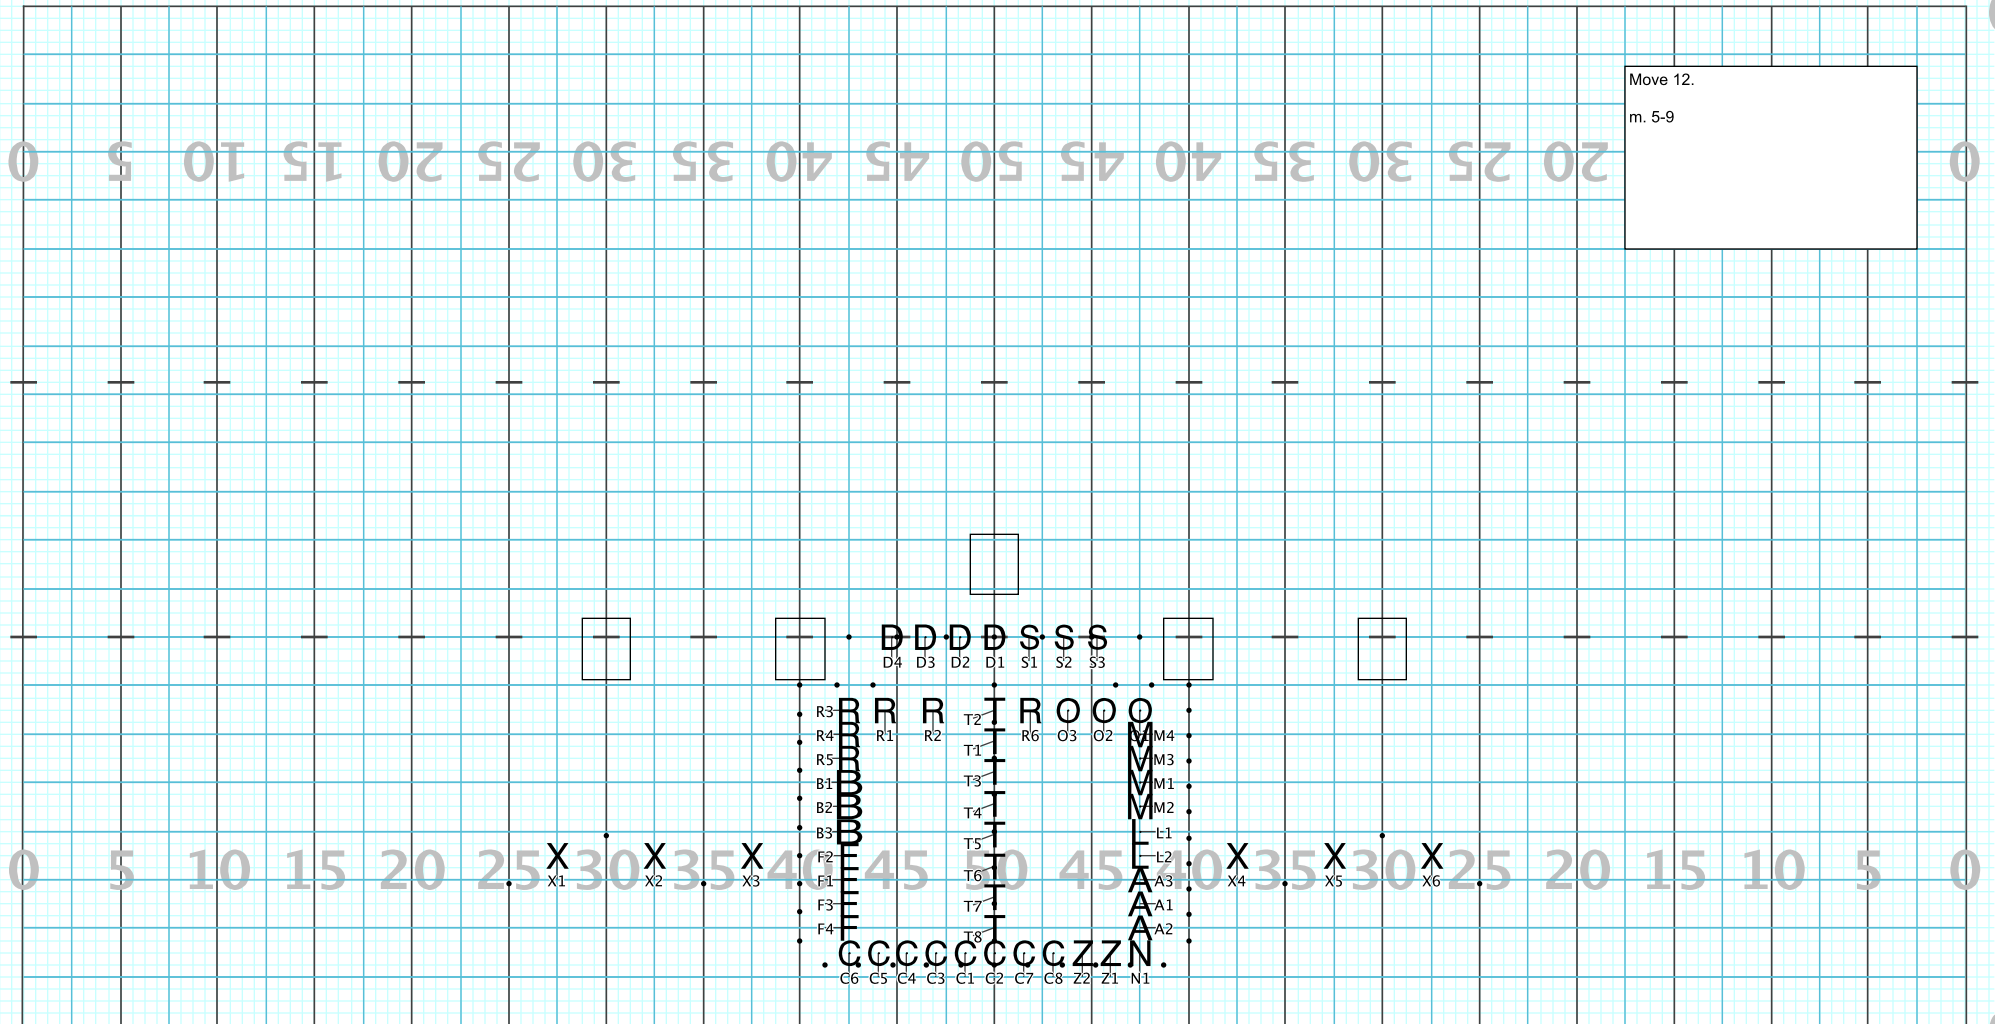 Move 12.
m. 5-9
0 5 10 15 20 25 30 35 40 45 50 45 40 35 30 25 20 0
D D D D S S S
D4 D3 D2 D1 S1 S2 S3
R3 R R R T2 T R O O O
R4 R R1 R2 R6 O3 O2 O1 M M4
T1 T
R5 R M M3
B1 B T3 T M M1
B2 B T4 T M M2
B3 B T5 T L L1
X X X X X X
F2 F L L2
0 5 10 15 20 25 30 35 40 45 50 45 40 35 30 25 20 15 10 5 0
T6 T
X1 X2 X3 F1 F A A3 X4 X5 X6
F3 F T7 T A A1
F4 F T8 T A A2
C C C C C C C C Z Z N
C6 C5 C4 C3 C1 C2 C7 C8 Z2 Z1 N1